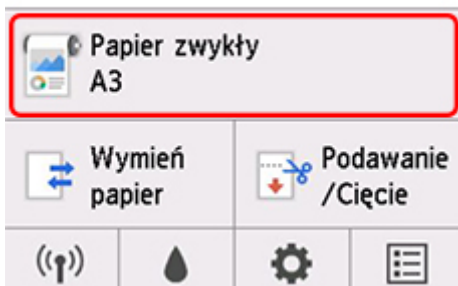 Papier zwykły
A3
Wymień
papier
Podawanie
/Cięcie